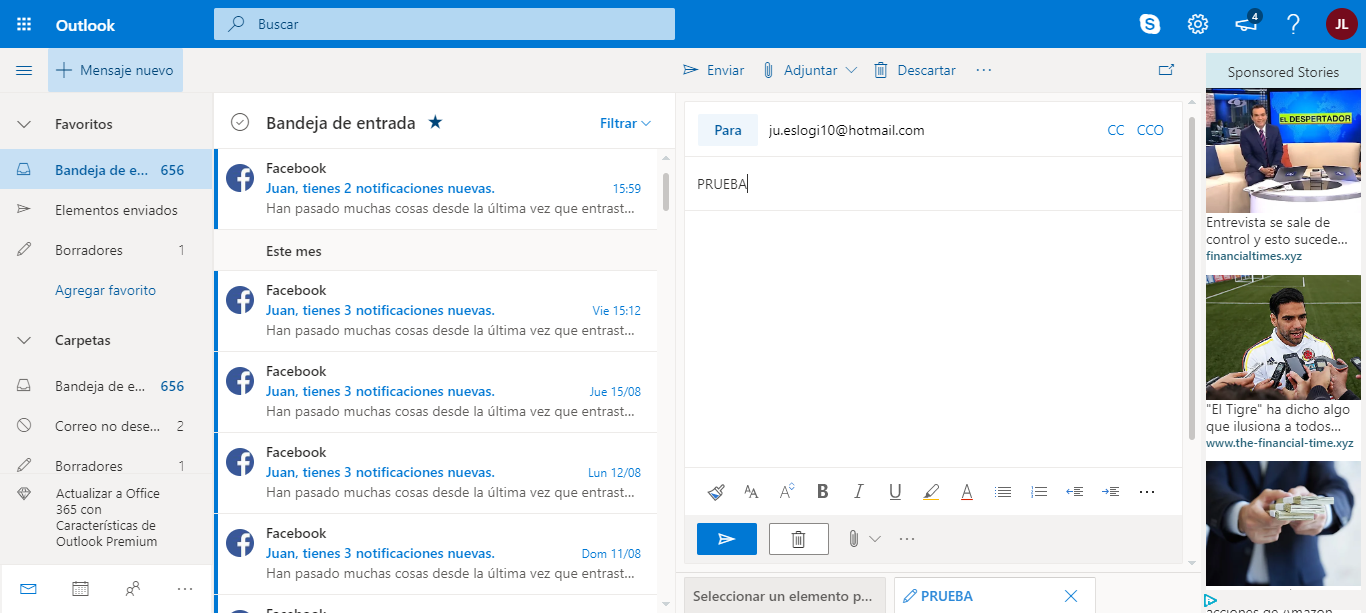 Outlook
Buscar
4
JL
Mensaje nuevo
Enviar
Adjuntar
Descartar
Favoritos
Bandeja de e... 656
Elementos enviados
Borradores 1
Agregar favorito
Carpetas
Bandeja de e... 656
Correo no dese... 2
Borradores 1
Actualizar a Office
365 con
Características de
Outlook Premium
Bandeja de entrada
Filtrar
Facebook
Juan, tienes 2 notificaciones nuevas. 15:59
Han pasado muchas cosas desde la última vez que entrast...
Este mes
Facebook
Juan, tienes 3 notificaciones nuevas. Vie 15:12
Han pasado muchas cosas desde la última vez que entrast...
Facebook
Juan, tienes 3 notificaciones nuevas. Jue 15/08
Han pasado muchas cosas desde la última vez que entrast...
Facebook
Juan, tienes 3 notificaciones nuevas. Lun 12/08
Han pasado muchas cosas desde la última vez que entrast...
Facebook
Juan, tienes 3 notificaciones nuevas. Dom 11/08
Han pasado muchas cosas desde la última vez que entrast...
Para ju.eslogi10@hotmail.com CC CCO
PRUEBA
Seleccionar un elemento p...
PRUEBA
Sponsored Stories
EL DESPERTADOR
Entrevista se sale de
control y esto sucede...
financialtimes.xyz
"El Tigre" ha dicho algo
que ilusiona a todos...
www.the-financial-time.xyz